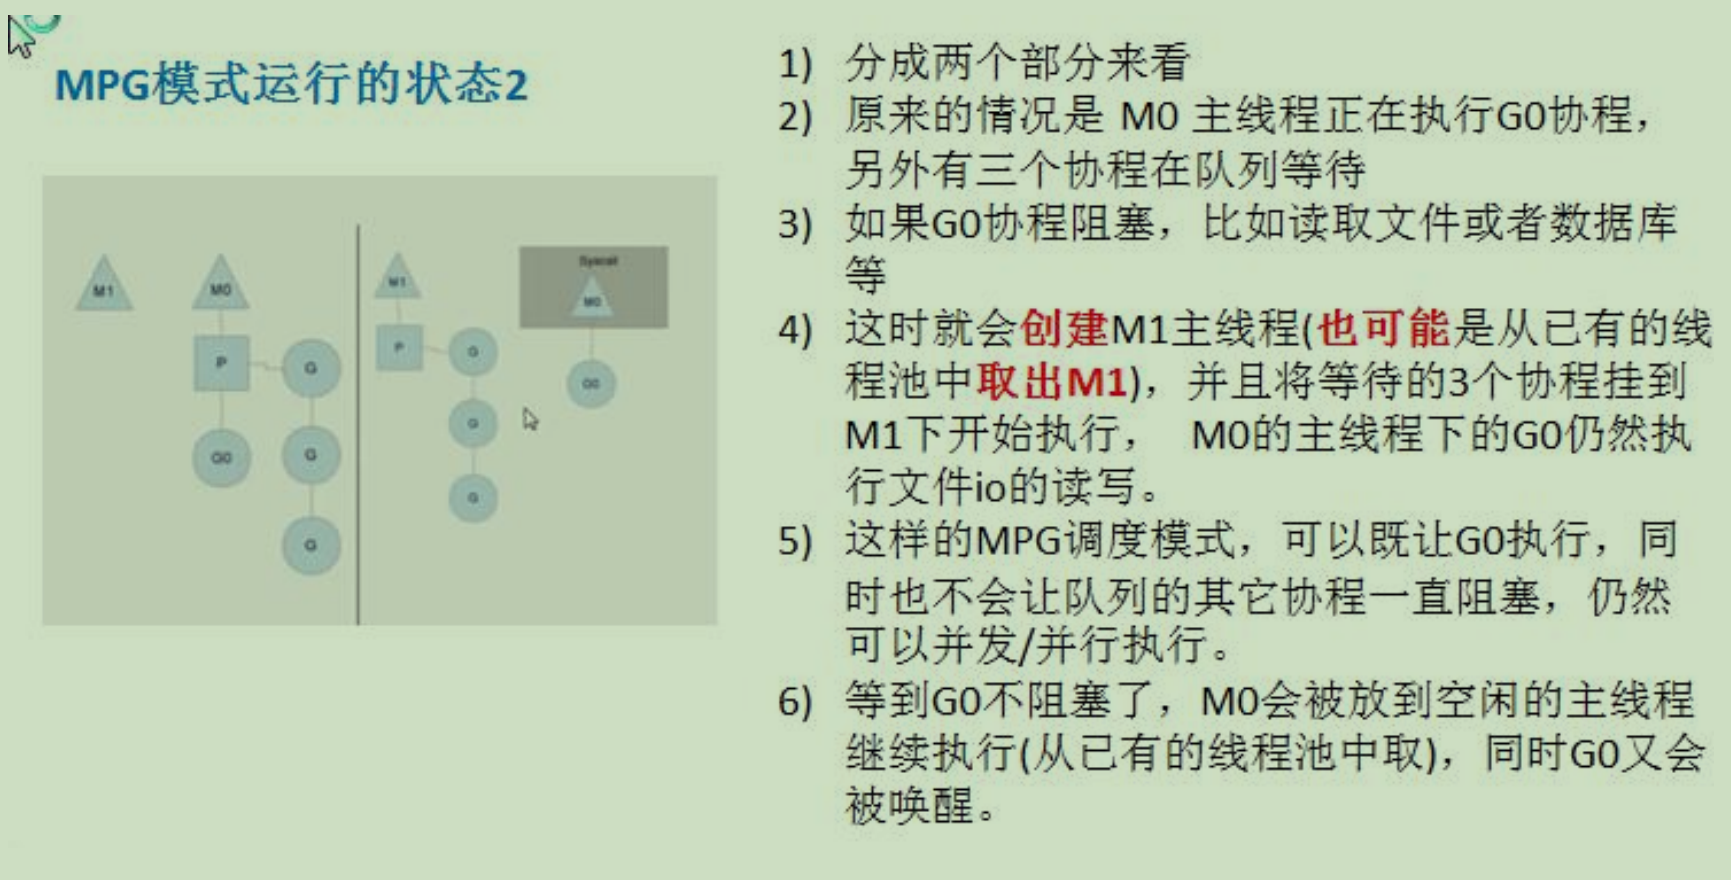 MPG模式运行的状态2
M1
M0
P
G
G0
G
G
M1
P
G
G
G
Syscall
M0
G0
1) 分成两个部分来看
2) 原来的情况是 M0 主线程正在执行G0协程，
另外有三个协程在队列等待
3) 如果G0协程阻塞，比如读取文件或者数据库
等
4) 这时就会创建M1主线程(也可能是从已有的线
程池中取出M1)，并且将等待的3个协程挂到
M1下开始执行， M0的主线程下的G0仍然执
行文件io的读写。
5) 这样的MPG调度模式，可以既让G0执行，同
时也不会让队列的其它协程一直阻塞，仍然
可以并发/并行执行。
6) 等到G0不阻塞了，M0会被放到空闲的主线程
继续执行(从已有的线程池中取)，同时G0又会
被唤醒。